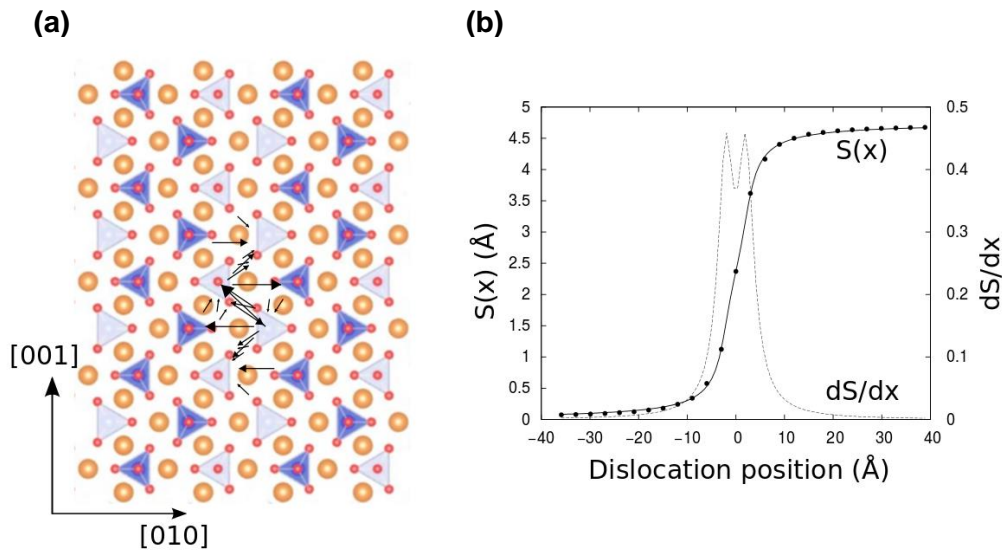 (a)
[001]
[010]
(b)
5
4.5
4
3.5
3
2.5
2
1.5
1
0.5
0
S(x) (Å)
0.5
0.4
0.3
0.2
0.1
0
dS/dx
S(x)
dS/dx
−40 −30 −20 −10 0 10 20 30 40
Dislocation position (Å)